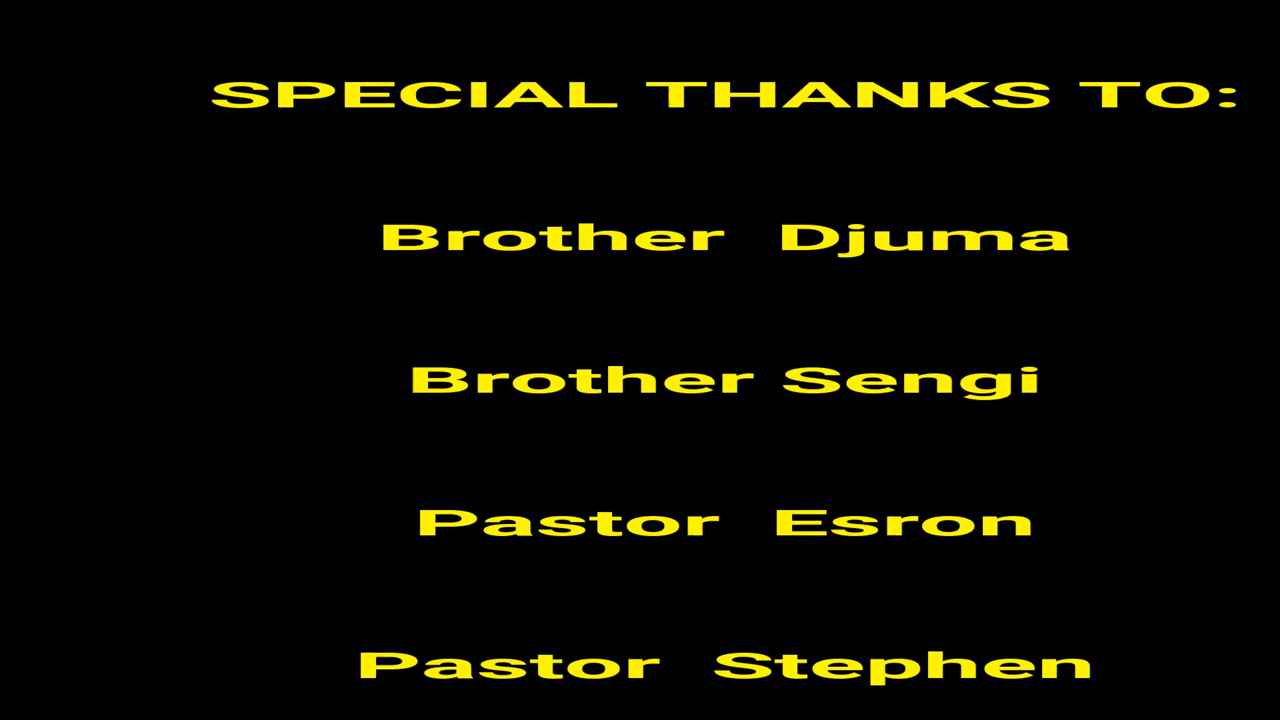 SPECIAL THANKS TO:
Brother Djuma
Brother Sengi
Pastor Esron
Pastor Stephen